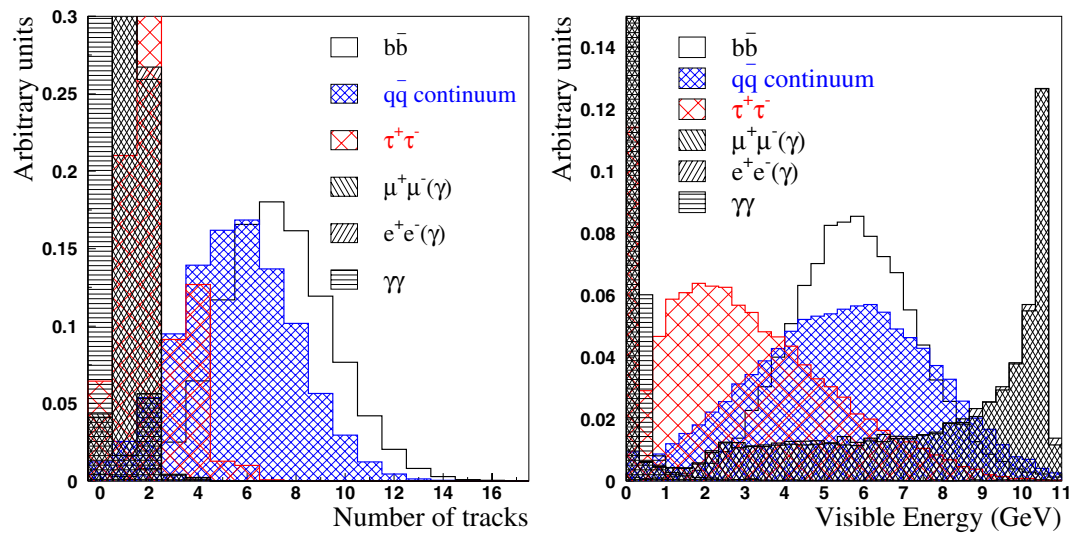 Arbitrary units
0.3
0.25
0.2
0.15
0.1
0.05
0
bb̄
qq̄ continuum
τ⁺τ⁻
μ⁺μ⁻(γ)
e⁺e⁻(γ)
γγ
0 2 4 6 8 10 12 14 16
Number of tracks
Arbitrary units
0.14
0.12
0.1
0.08
0.06
0.04
0.02
0
bb̄
qq̄ continuum
τ⁺τ⁻
μ⁺μ⁻(γ)
e⁺e⁻(γ)
γγ
0 1 2 3 4 5 6 7 8 9 10 11
Visible Energy (GeV)